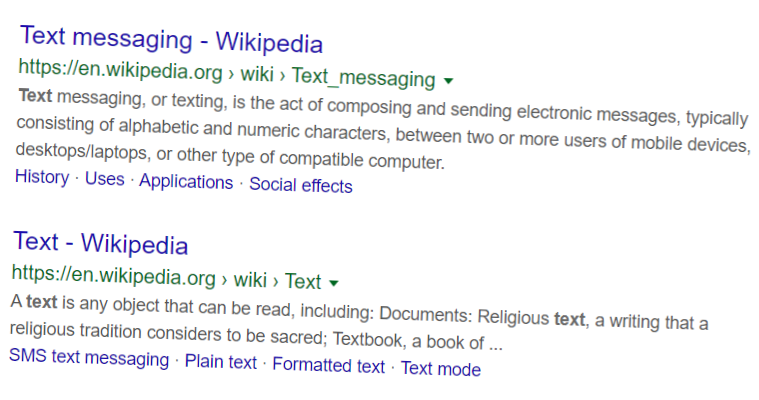 Text messaging - Wikipedia
https://en.wikipedia.org › wiki › Text_messaging
Text messaging, or texting, is the act of composing and sending electronic messages, typically
consisting of alphabetic and numeric characters, between two or more users of mobile devices,
desktops/laptops, or other type of compatible computer.
History · Uses · Applications · Social effects
Text - Wikipedia
https://en.wikipedia.org › wiki › Text
A text is any object that can be read, including: Documents: Religious text, a writing that a
religious tradition considers to be sacred; Textbook, a book of ...
SMS text messaging · Plain text · Formatted text · Text mode